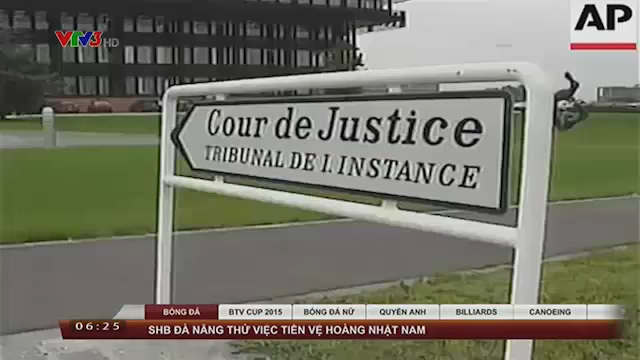 VTV3 HD
AP
Cour de Justice
TRIBUNAL DE I. INSTANCE
BÓNG ĐÁ BTV CUP 2015 BÓNG ĐÁ NỮ QUYỀN ANH BILLIARDS CANOEING
06:25 SHB ĐÀ NẴNG THỬ VIỆC TIỀN VỆ HOÀNG NHẬT NAM